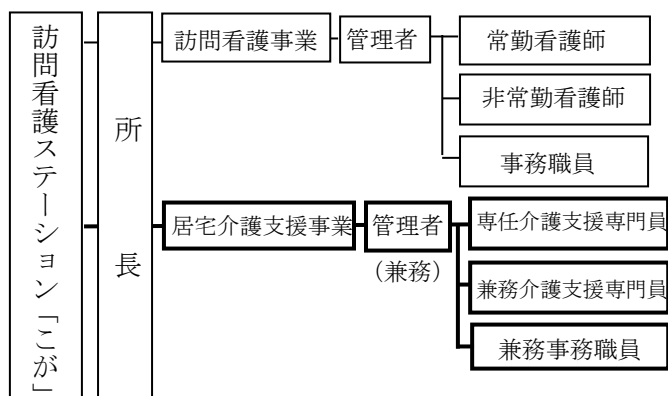 訪問看護ステーション「こが」
所長
訪問看護事業
管理者
常勤看護師
非常勤看護師
事務職員
居宅介護支援事業
管理者
（兼務）
専任介護支援専門員
兼務介護支援専門員
兼務事務職員